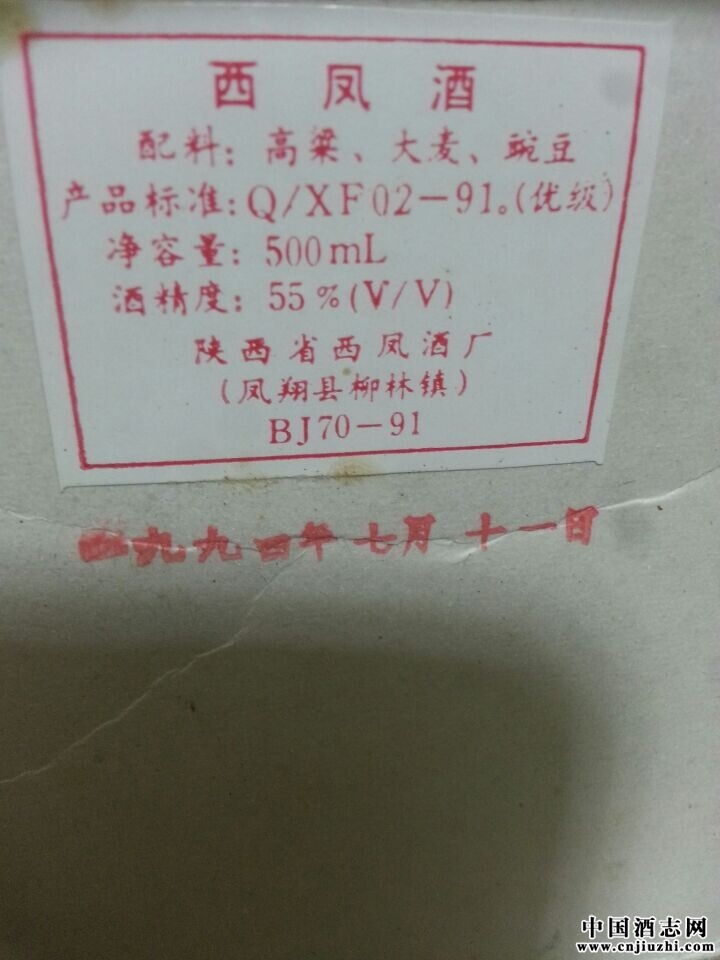 西凤酒
配料：高粱、大麦、豌豆
产品标准：Q/XF02-91。(优级)
净容量：500mL
酒精度：55%(V/V)
陕西省西凤酒厂
(凤翔县柳林镇)
BJ70-91
一九九四年七月十一日
中国酒志网
www.cnjiuzhi.com